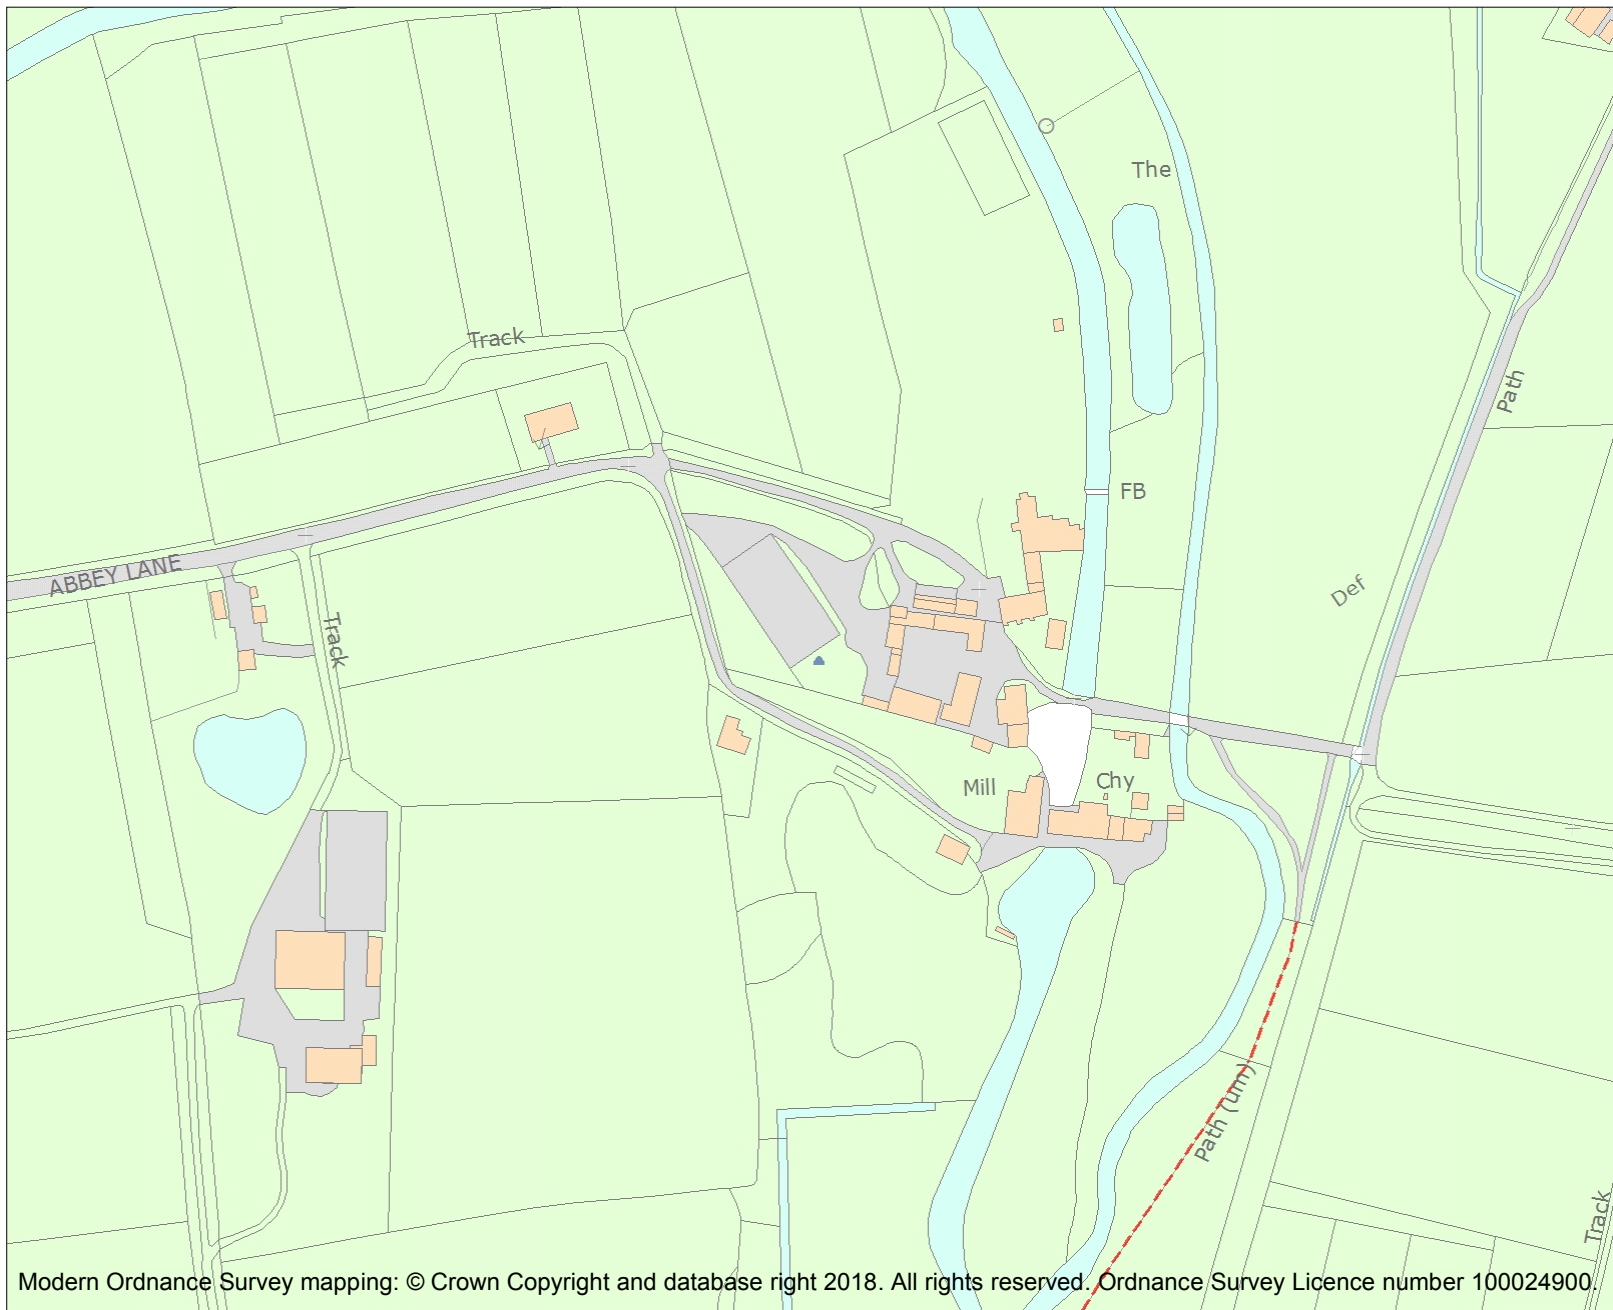 The
Track
Path
FB
ABBEY LANE
Def
Track
Mill
Chy
Path (um)
Track
Modern Ordnance Survey mapping: © Crown Copyright and database right 2018. All rights reserved. Ordnance Survey Licence number 100024900.